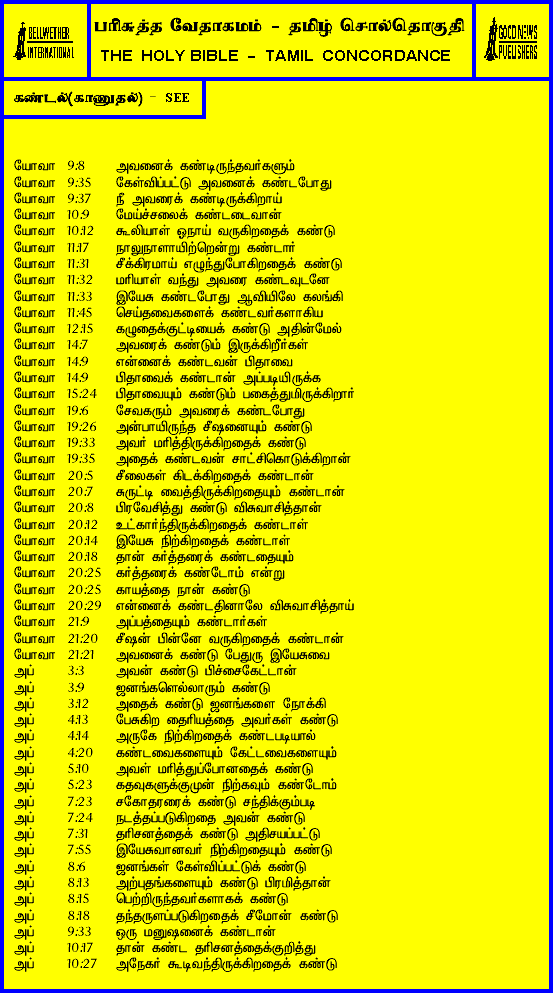 BELLWETHER
INTERNATIONAL
பரிசுத்த வேதாகமம் - தமிழ் சொல்தொகுதி
THE HOLY BIBLE - TAMIL CONCORDANCE
GOOD NEWS
PUBLISHERS
கண்டல்(காணுதல்) - SEE
யோவா 9:8 அவனைக் கண்டிருந்தவர்களும்
யோவா 9:35 கேள்விப்பட்டு அவனைக் கண்டபோது
யோவா 9:37 நீ அவரைக் கண்டிருக்கிறாய்
யோவா 10:9 மேய்ச்சலைக் கண்டடைவான்
யோவா 10:12 கூலியாள் ஓநாய் வருகிறதைக் கண்டு
யோவா 11:17 நாலுநாளாயிற்றென்று கண்டார்
யோவா 11:31 சீக்கிரமாய் எழுந்துபோகிறதைக் கண்டு
யோவா 11:32 மரியாள் வந்து அவரை கண்டவுடனே
யோவா 11:33 இயேசு கண்டபோது ஆவியிலே கலங்கி
யோவா 11:45 செய்தவைகளைக் கண்டவர்களாகிய
யோவா 12:15 கழுதைக்குட்டியைக் கண்டு அதின்மேல்
யோவா 14:7 அவரைக் கண்டும் இருக்கிறீர்கள்
யோவா 14:9 என்னைக் கண்டவன் பிதாவை
யோவா 14:9 பிதாவைக் கண்டான் அப்படியிருக்க
யோவா 15:24 பிதாவையும் கண்டும் பகைத்துமிருக்கிறார்
யோவா 19:6 சேவகரும் அவரைக் கண்டபோது
யோவா 19:26 அன்பாயிருந்த சீஷனையும் கண்டு
யோவா 19:33 அவர் மரித்திருக்கிறதைக் கண்டு
யோவா 19:35 அதைக் கண்டவன் சாட்சிகொடுக்கிறான்
யோவா 20:5 சீலைகள் கிடக்கிறதைக் கண்டான்
யோவா 20:7 சுருட்டி வைத்திருக்கிறதையும் கண்டான்
யோவா 20:8 பிரவேசித்து கண்டு விசுவாசித்தான்
யோவா 20:12 உட்கார்ந்திருக்கிறதைக் கண்டாள்
யோவா 20:14 இயேசு நிற்கிறதைக் கண்டாள்
யோவா 20:18 தான் கர்த்தரைக் கண்டதையும்
யோவா 20:25 கர்த்தரைக் கண்டோம் என்று
யோவா 20:25 காயத்தை நான் கண்டு
யோவா 20:29 என்னைக் கண்டதினாலே விசுவாசித்தாய்
யோவா 21:9 அப்பத்தையும் கண்டார்கள்
யோவா 21:20 சீஷன் பின்னே வருகிறதைக் கண்டான்
யோவா 21:21 அவனைக் கண்டு பேதுரு இயேசுவை
அப் 3:3 அவன் கண்டு பிச்சைகேட்டான்
அப் 3:9 ஜனங்களெல்லாரும் கண்டு
அப் 3:12 அதைக் கண்டு ஜனங்களை நோக்கி
அப் 4:13 பேசுகிற தைரியத்தை அவர்கள் கண்டு
அப் 4:14 அருகே நிற்கிறதைக் கண்டபடியால்
அப் 4:20 கண்டவைகளையும் கேட்டவைகளையும்
அப் 5:10 அவள் மரித்துப்போனதைக் கண்டு
அப் 5:23 கதவுகளுக்குமுன் நிற்கவும் கண்டோம்
அப் 7:23 சகோதரரைக் கண்டு சந்திக்கும்படி
அப் 7:24 நடத்தப்படுகிறதை அவன் கண்டு
அப் 7:31 தரிசனத்தைக் கண்டு அதிசயப்பட்டு
அப் 7:55 இயேசுவானவர் நிற்கிறதையும் கண்டு
அப் 8:6 ஜனங்கள் கேள்விப்பட்டுக் கண்டு
அப் 8:13 அற்புதங்களையும் கண்டு பிரமித்தான்
அப் 8:15 பெற்றிருந்தவர்களாகக் கண்டு
அப் 8:18 தந்தருளப்படுகிறதைக் சீமோன் கண்டு
அப் 9:33 ஒரு மனுஷனைக் கண்டான்
அப் 10:17 தான் கண்ட தரிசனத்தைக்குறித்து
அப் 10:27 அநேகர் கூடிவந்திருக்கிறதைக் கண்டு